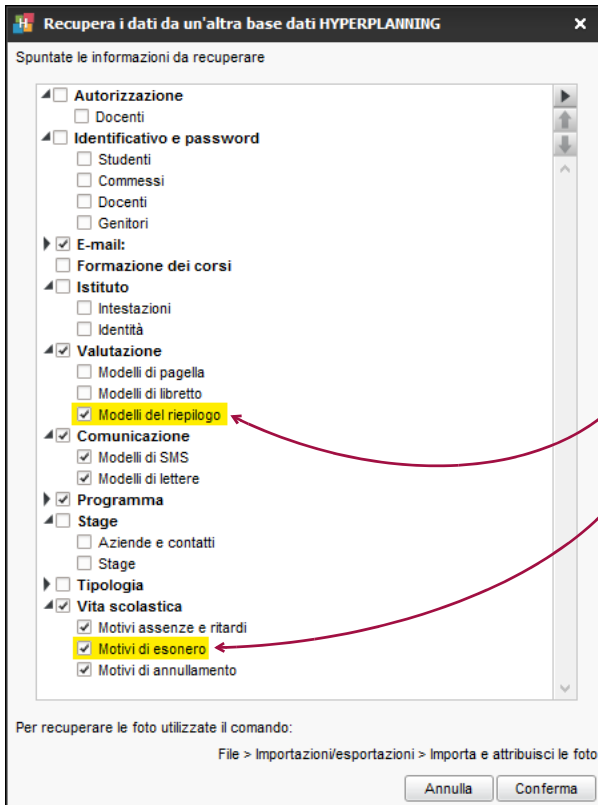 Recupera i dati da un'altra base dati HYPERPLANNING
Spuntate le informazioni da recuperare
Autorizzazione
Docenti
Identificativo e password
Studenti
Commessi
Docenti
Genitori
E-mail:
Formazione dei corsi
Istituto
Intestazioni
Identità
Valutazione
Modelli di pagella
Modelli di libretto
Modelli del riepilogo
Comunicazione
Modelli di SMS
Modelli di lettere
Programma
Stage
Aziende e contatti
Stage
Tipologia
Vita scolastica
Motivi assenze e ritardi
Motivi di esonero
Motivi di annullamento
Per recuperare le foto utilizzate il comando:
File > Importazioni/esportazioni > Importa e attribuisci le foto
Annulla Conferma